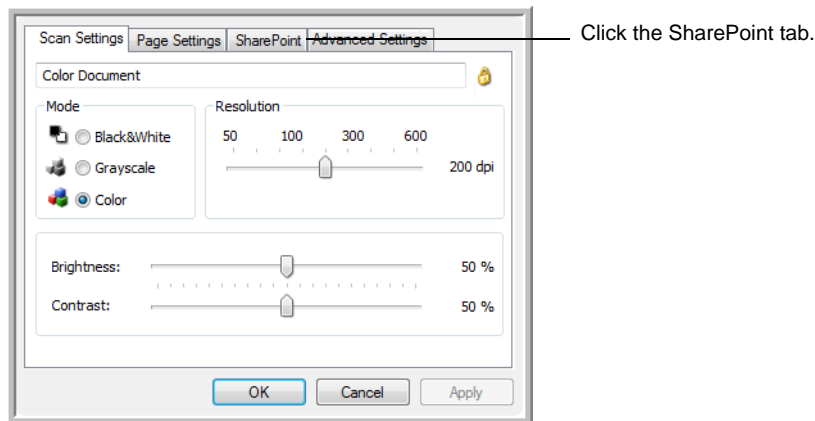 Scan Settings Page Settings SharePoint Advanced Settings
Click the SharePoint tab.
Color Document
Mode
Resolution
Black&White
50 100 300 600
Grayscale
200 dpi
Color
Brightness: 50 %
Contrast: 50 %
OK Cancel Apply